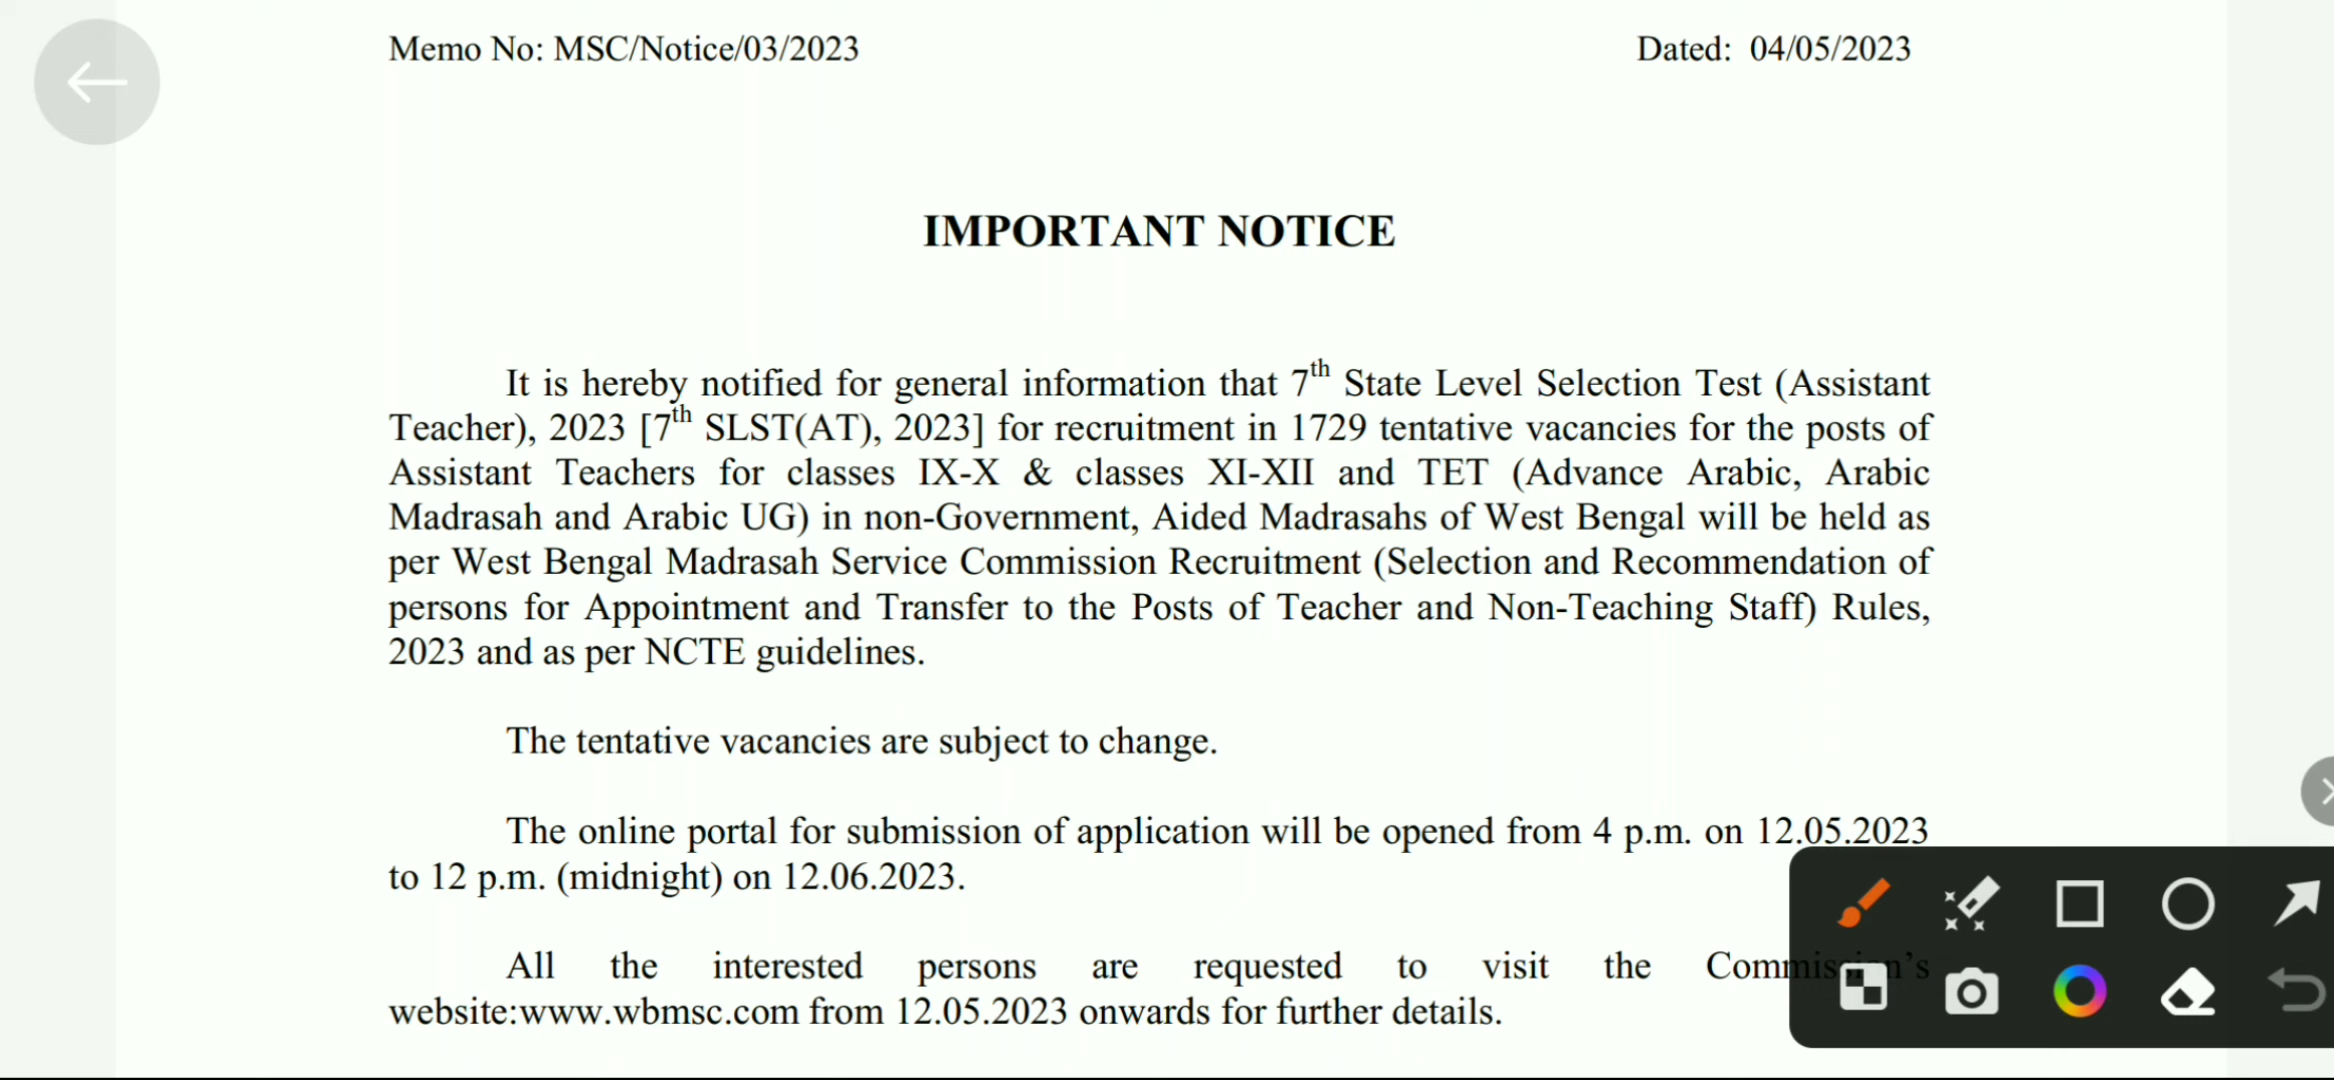 Memo No: MSC/Notice/03/2023 Dated: 04/05/2023
IMPORTANT NOTICE
It is hereby notified for general information that 7th State Level Selection Test (Assistant
Teacher), 2023 [7th SLST(AT), 2023] for recruitment in 1729 tentative vacancies for the posts of
Assistant Teachers for classes IX-X & classes XI-XII and TET (Advance Arabic, Arabic
Madrasah and Arabic UG) in non-Government, Aided Madrasahs of West Bengal will be held as
per West Bengal Madrasah Service Commission Recruitment (Selection and Recommendation of
persons for Appointment and Transfer to the Posts of Teacher and Non-Teaching Staff) Rules,
2023 and as per NCTE guidelines.
The tentative vacancies are subject to change.
The online portal for submission of application will be opened from 4 p.m. on 12.05.2023
to 12 p.m. (midnight) on 12.06.2023.
All the interested persons are requested to visit the Commission's
website:www.wbmsc.com from 12.05.2023 onwards for further details.